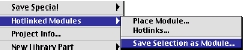 Save Special
Hotlinked Modules
Project Info...
New Library Part
Place Module...
Hotlinks...
Save Selection as Module...